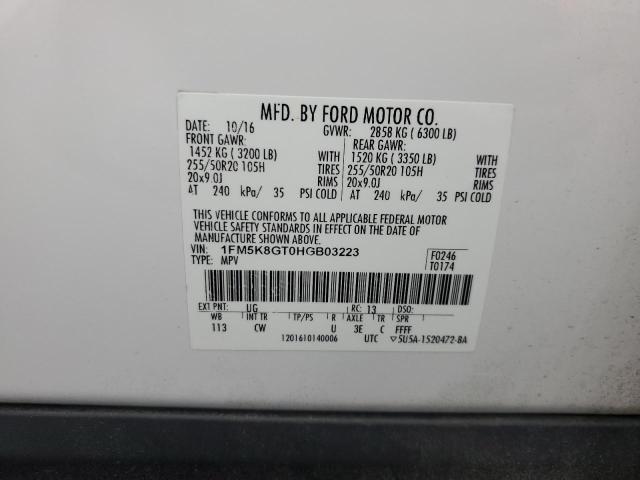 MFD. BY FORD MOTOR CO.
DATE: 10/16 GVWR: 2858 KG ( 6300 LB)
FRONT GAWR: REAR GAWR:
1452 KG ( 3200 LB) WITH 1520 KG ( 3350 LB) WITH
255/50R20 105H TIRES 255/50R20 105H TIRES
20x9.0J RIMS 20x9.0J RIMS
AT 240 kPa/ 35 PSI COLD AT 240 kPa/ 35 PSI COLD
THIS VEHICLE CONFORMS TO ALL APPLICABLE FEDERAL MOTOR
VEHICLE SAFETY STANDARDS IN EFFECT ON THE DATE OF
MANUFACTURE SHOWN ABOVE.
VIN: 1FM5K8GT0HGB03223 F0246
TYPE: MPV T0174
EXT PNT: UG RC: 13 DSO:
WB INT TR TP/PS R AXLE TR SPR
113 CW U 3E C FFFF
1201610140006 UTC ▽5U5A-1520472-BA